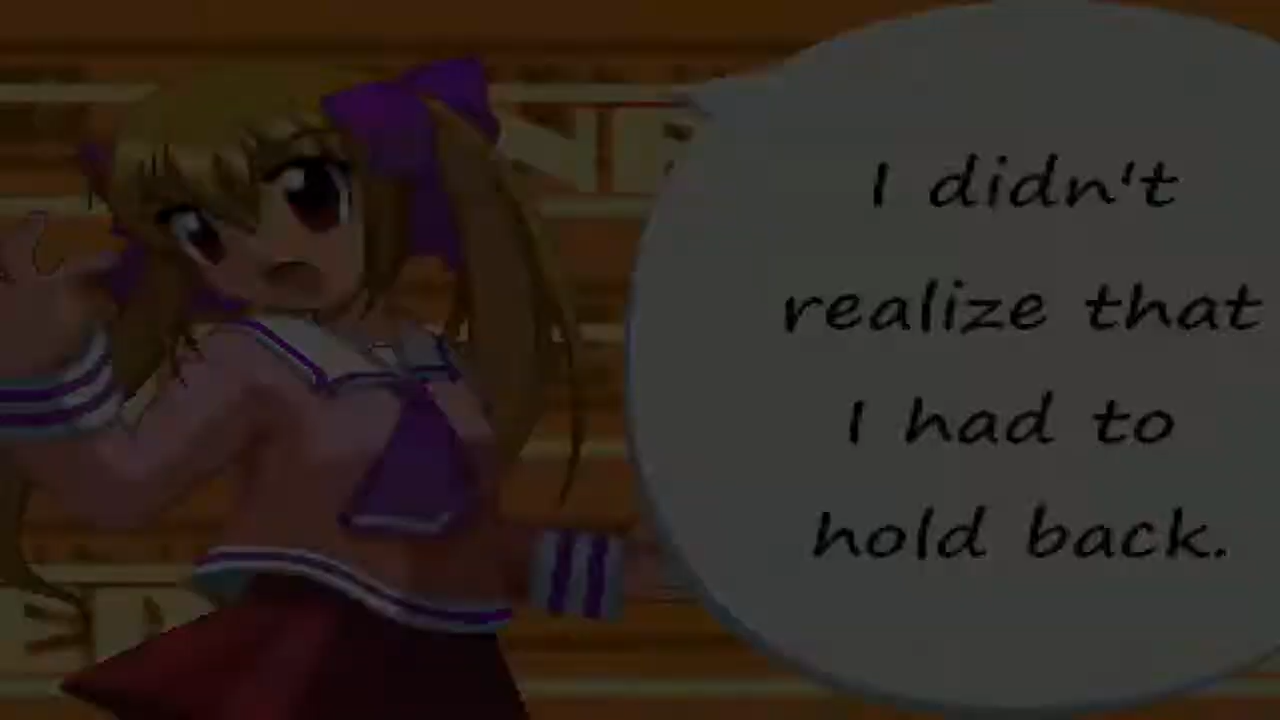 I didn't
realize that
I had to
hold back.